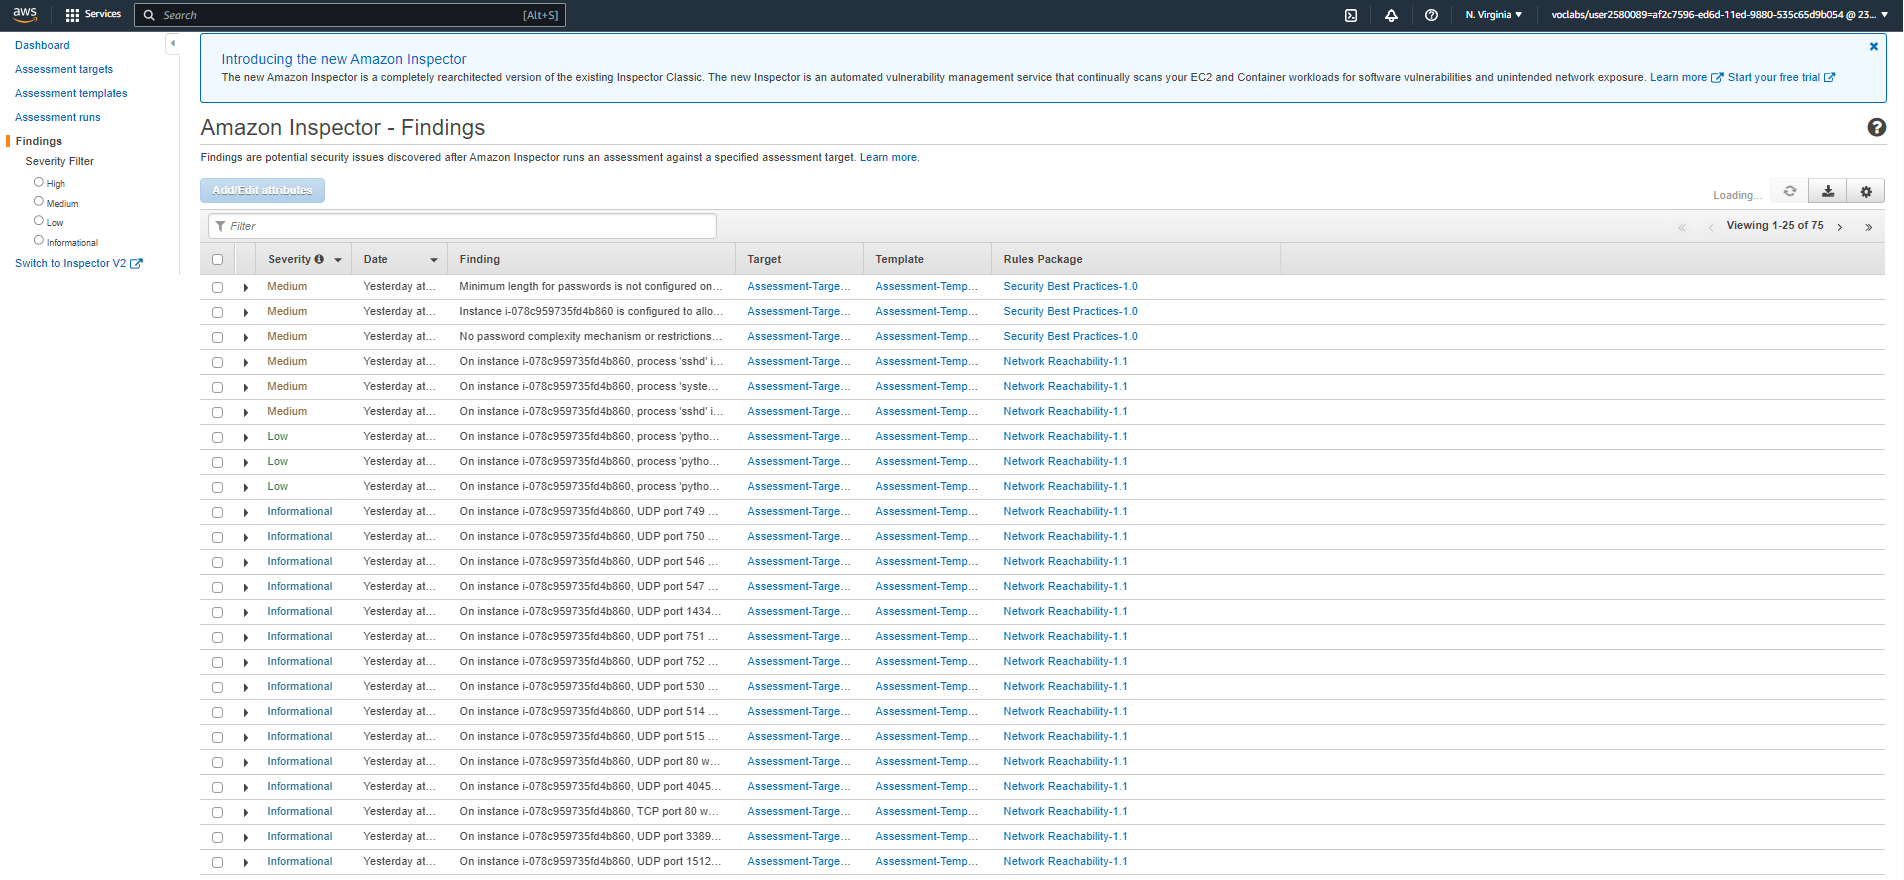 aws Services Search [Alt+S] N. Virginia voclabs/user2580089=af2c7596-ed6d-11ed-9880-535c65d9b054 @ 23...
Dashboard
Assessment targets
Assessment templates
Assessment runs
Findings
Severity Filter
High
Medium
Low
Informational
Switch to Inspector V2
Introducing the new Amazon Inspector
The new Amazon Inspector is a completely rearchitected version of the existing Inspector Classic. The new Inspector is an automated vulnerability management service that continually scans your EC2 and Container workloads for software vulnerabilities and unintended network exposure. Learn more Start your free trial
Amazon Inspector - Findings
Findings are potential security issues discovered after Amazon Inspector runs an assessment against a specified assessment target. Learn more.
Add/Edit attributes Loading...
Filter Viewing 1-25 of 75
Severity Date Finding Target Template Rules Package
Medium Yesterday at... Minimum length for passwords is not configured on... Assessment-Targe... Assessment-Temp... Security Best Practices-1.0
Medium Yesterday at... Instance i-078c959735fd4b860 is configured to allo... Assessment-Targe... Assessment-Temp... Security Best Practices-1.0
Medium Yesterday at... No password complexity mechanism or restrictions... Assessment-Targe... Assessment-Temp... Security Best Practices-1.0
Medium Yesterday at... On instance i-078c959735fd4b860, process 'sshd' i... Assessment-Targe... Assessment-Temp... Network Reachability-1.1
Medium Yesterday at... On instance i-078c959735fd4b860, process 'syste... Assessment-Targe... Assessment-Temp... Network Reachability-1.1
Medium Yesterday at... On instance i-078c959735fd4b860, process 'sshd' i... Assessment-Targe... Assessment-Temp... Network Reachability-1.1
Low Yesterday at... On instance i-078c959735fd4b860, process 'pytho... Assessment-Targe... Assessment-Temp... Network Reachability-1.1
Low Yesterday at... On instance i-078c959735fd4b860, process 'pytho... Assessment-Targe... Assessment-Temp... Network Reachability-1.1
Low Yesterday at... On instance i-078c959735fd4b860, process 'pytho... Assessment-Targe... Assessment-Temp... Network Reachability-1.1
Informational Yesterday at... On instance i-078c959735fd4b860, UDP port 749 ... Assessment-Targe... Assessment-Temp... Network Reachability-1.1
Informational Yesterday at... On instance i-078c959735fd4b860, UDP port 750 ... Assessment-Targe... Assessment-Temp... Network Reachability-1.1
Informational Yesterday at... On instance i-078c959735fd4b860, UDP port 546 ... Assessment-Targe... Assessment-Temp... Network Reachability-1.1
Informational Yesterday at... On instance i-078c959735fd4b860, UDP port 547 ... Assessment-Targe... Assessment-Temp... Network Reachability-1.1
Informational Yesterday at... On instance i-078c959735fd4b860, UDP port 1434... Assessment-Targe... Assessment-Temp... Network Reachability-1.1
Informational Yesterday at... On instance i-078c959735fd4b860, UDP port 751 ... Assessment-Targe... Assessment-Temp... Network Reachability-1.1
Informational Yesterday at... On instance i-078c959735fd4b860, UDP port 752 ... Assessment-Targe... Assessment-Temp... Network Reachability-1.1
Informational Yesterday at... On instance i-078c959735fd4b860, UDP port 530 ... Assessment-Targe... Assessment-Temp... Network Reachability-1.1
Informational Yesterday at... On instance i-078c959735fd4b860, UDP port 514 ... Assessment-Targe... Assessment-Temp... Network Reachability-1.1
Informational Yesterday at... On instance i-078c959735fd4b860, UDP port 515 ... Assessment-Targe... Assessment-Temp... Network Reachability-1.1
Informational Yesterday at... On instance i-078c959735fd4b860, UDP port 80 w... Assessment-Targe... Assessment-Temp... Network Reachability-1.1
Informational Yesterday at... On instance i-078c959735fd4b860, UDP port 4045... Assessment-Targe... Assessment-Temp... Network Reachability-1.1
Informational Yesterday at... On instance i-078c959735fd4b860, TCP port 80 w... Assessment-Targe... Assessment-Temp... Network Reachability-1.1
Informational Yesterday at... On instance i-078c959735fd4b860, UDP port 3389... Assessment-Targe... Assessment-Temp... Network Reachability-1.1
Informational Yesterday at... On instance i-078c959735fd4b860, UDP port 1512... Assessment-Targe... Assessment-Temp... Network Reachability-1.1